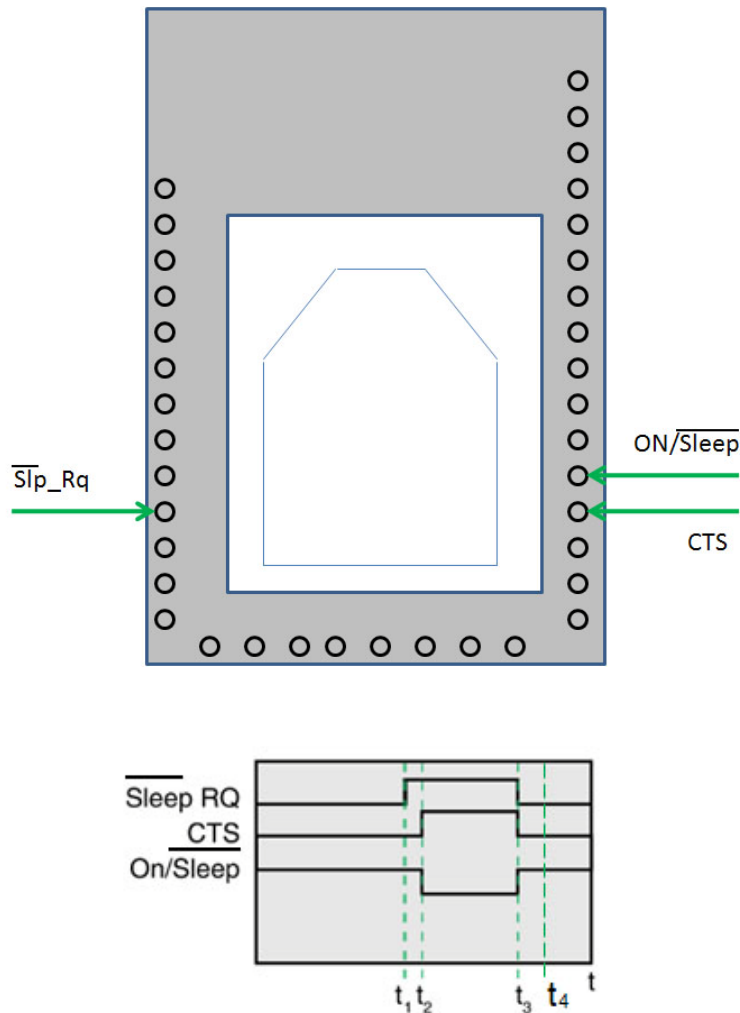 ON/Sleep
Slp_Rq
CTS
Sleep RQ
CTS
On/Sleep
t₁ t₂ t₃ t₄ t